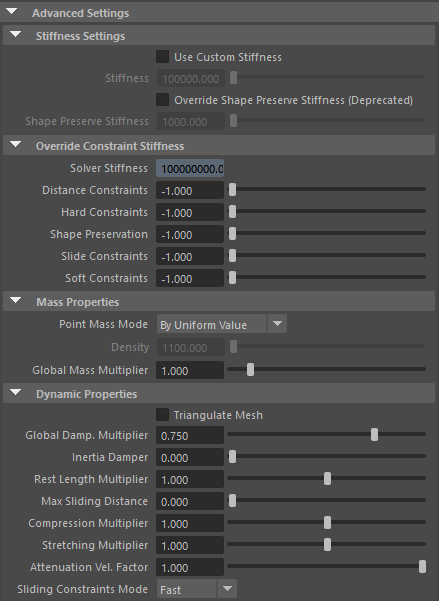 Advanced Settings
Stiffness Settings
Use Custom Stiffness
Stiffness 100000.000
Override Shape Preserve Stiffness (Deprecated)
Shape Preserve Stiffness 1000.000
Override Constraint Stiffness
Solver Stiffness 100000000.0
Distance Constraints -1.000
Hard Constraints -1.000
Shape Preservation -1.000
Slide Constraints -1.000
Soft Constraints -1.000
Mass Properties
Point Mass Mode By Uniform Value
Density 1100.000
Global Mass Multiplier 1.000
Dynamic Properties
Triangulate Mesh
Global Damp. Multiplier 0.750
Inertia Damper 0.000
Rest Length Multiplier 1.000
Max Sliding Distance 0.000
Compression Multiplier 1.000
Stretching Multiplier 1.000
Attenuation Vel. Factor 1.000
Sliding Constraints Mode Fast